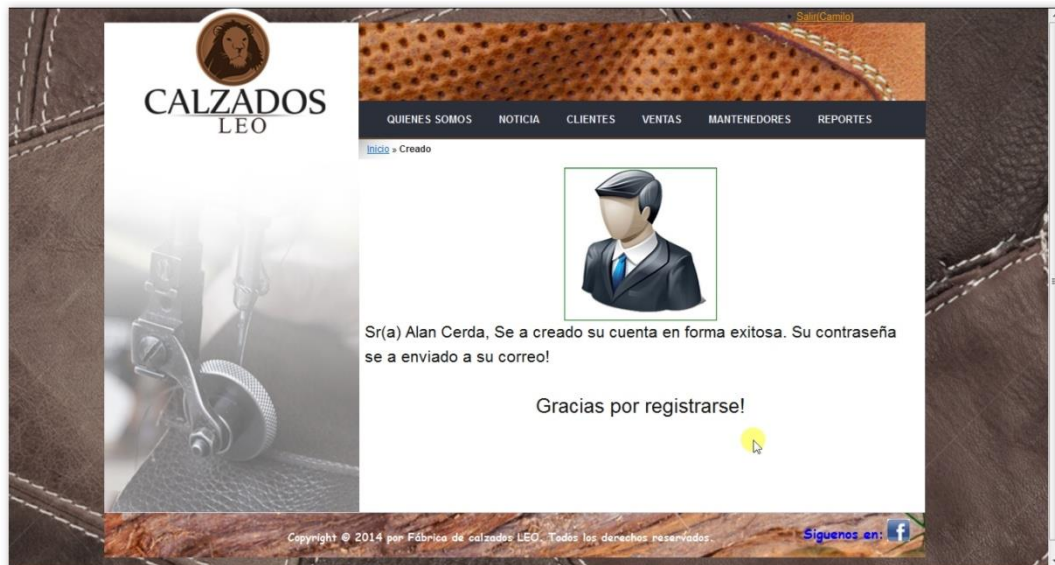 Salir(Camilo)
CALZADOS
LEO
QUIENES SOMOS NOTICIA CLIENTES VENTAS MANTENEDORES REPORTES
Inicio » Creado
Sr(a) Alan Cerda, Se a creado su cuenta en forma exitosa. Su contraseña
se a enviado a su correo!
Gracias por registrarse!
Copyright © 2014 por Fábrica de calzados LEO. Todos los derechos reservados.
Siguenos en: